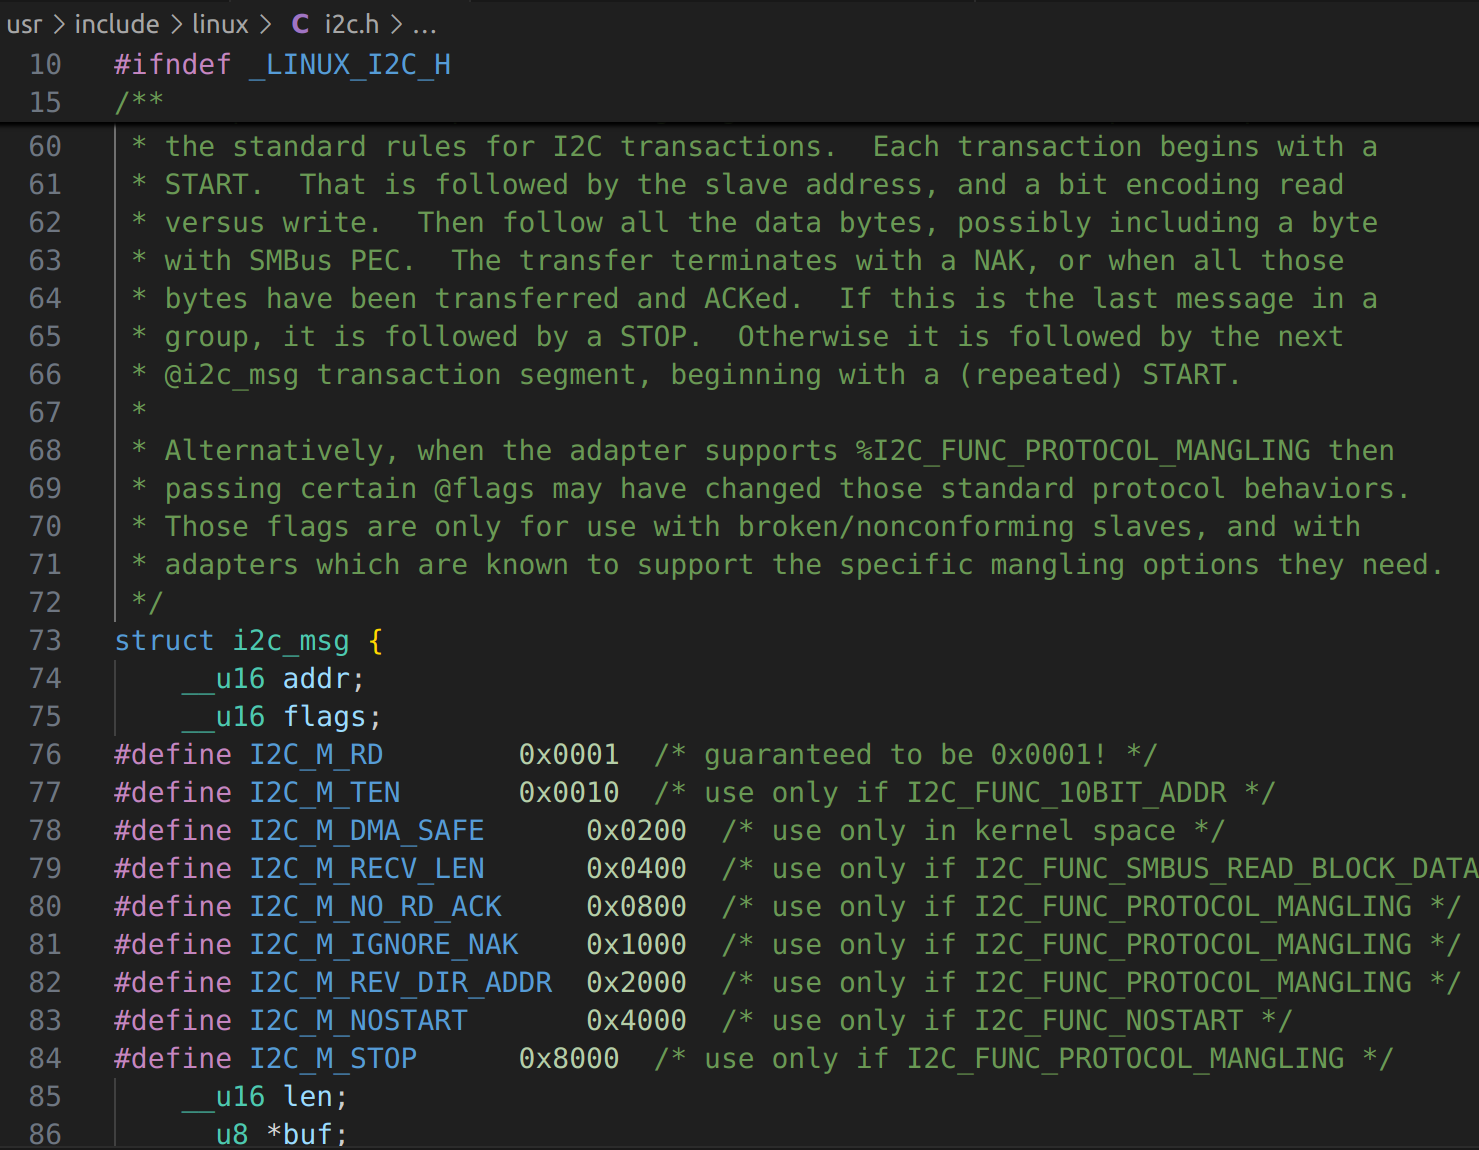 usr > include > linux > C i2c.h > ...
10 #ifndef _LINUX_I2C_H
15 /**
60  * the standard rules for I2C transactions.  Each transaction begins with a
61  * START.  That is followed by the slave address, and a bit encoding read
62  * versus write.  Then follow all the data bytes, possibly including a byte
63  * with SMBus PEC.  The transfer terminates with a NAK, or when all those
64  * bytes have been transferred and ACKed.  If this is the last message in a
65  * group, it is followed by a STOP.  Otherwise it is followed by the next
66  * @i2c_msg transaction segment, beginning with a (repeated) START.
67  *
68  * Alternatively, when the adapter supports %I2C_FUNC_PROTOCOL_MANGLING then
69  * passing certain @flags may have changed those standard protocol behaviors.
70  * Those flags are only for use with broken/nonconforming slaves, and with
71  * adapters which are known to support the specific mangling options they need.
72  */
73 struct i2c_msg {
74     __u16 addr;
75     __u16 flags;
76 #define I2C_M_RD        0x0001  /* guaranteed to be 0x0001! */
77 #define I2C_M_TEN       0x0010  /* use only if I2C_FUNC_10BIT_ADDR */
78 #define I2C_M_DMA_SAFE      0x0200  /* use only in kernel space */
79 #define I2C_M_RECV_LEN      0x0400  /* use only if I2C_FUNC_SMBUS_READ_BLOCK_DATA
80 #define I2C_M_NO_RD_ACK     0x0800  /* use only if I2C_FUNC_PROTOCOL_MANGLING */
81 #define I2C_M_IGNORE_NAK    0x1000  /* use only if I2C_FUNC_PROTOCOL_MANGLING */
82 #define I2C_M_REV_DIR_ADDR  0x2000  /* use only if I2C_FUNC_PROTOCOL_MANGLING */
83 #define I2C_M_NOSTART       0x4000  /* use only if I2C_FUNC_NOSTART */
84 #define I2C_M_STOP      0x8000  /* use only if I2C_FUNC_PROTOCOL_MANGLING */
85     __u16 len;
86       u8 *buf;